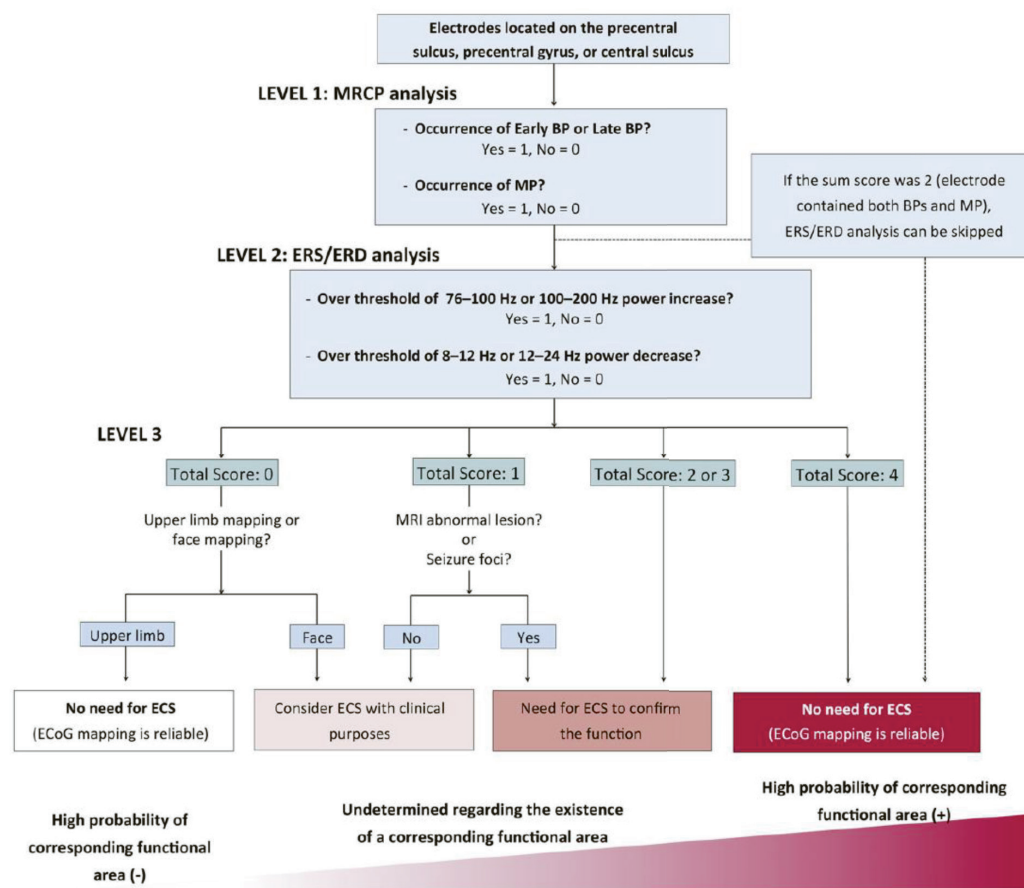 Electrodes located on the precentral
sulcus, precentral gyrus, or central sulcus
LEVEL 1: MRCP analysis
- Occurrence of Early BP or Late BP?
Yes = 1, No = 0
- Occurrence of MP?
Yes = 1, No = 0
If the sum score was 2 (electrode
contained both BPs and MP),
ERS/ERD analysis can be skipped
LEVEL 2: ERS/ERD analysis
- Over threshold of 76–100 Hz or 100–200 Hz power increase?
Yes = 1, No = 0
- Over threshold of 8–12 Hz or 12–24 Hz power decrease?
Yes = 1, No = 0
LEVEL 3
Total Score: 0
Total Score: 1
Total Score: 2 or 3
Total Score: 4
Upper limb mapping or
face mapping?
MRI abnormal lesion?
or
Seizure foci?
Upper limb
Face
No
Yes
No need for ECS
(ECoG mapping is reliable)
Consider ECS with clinical
purposes
Need for ECS to confirm
the function
No need for ECS
(ECoG mapping is reliable)
High probability of
corresponding functional
area (-)
Undetermined regarding the existence
of a corresponding functional area
High probability of corresponding
functional area (+)